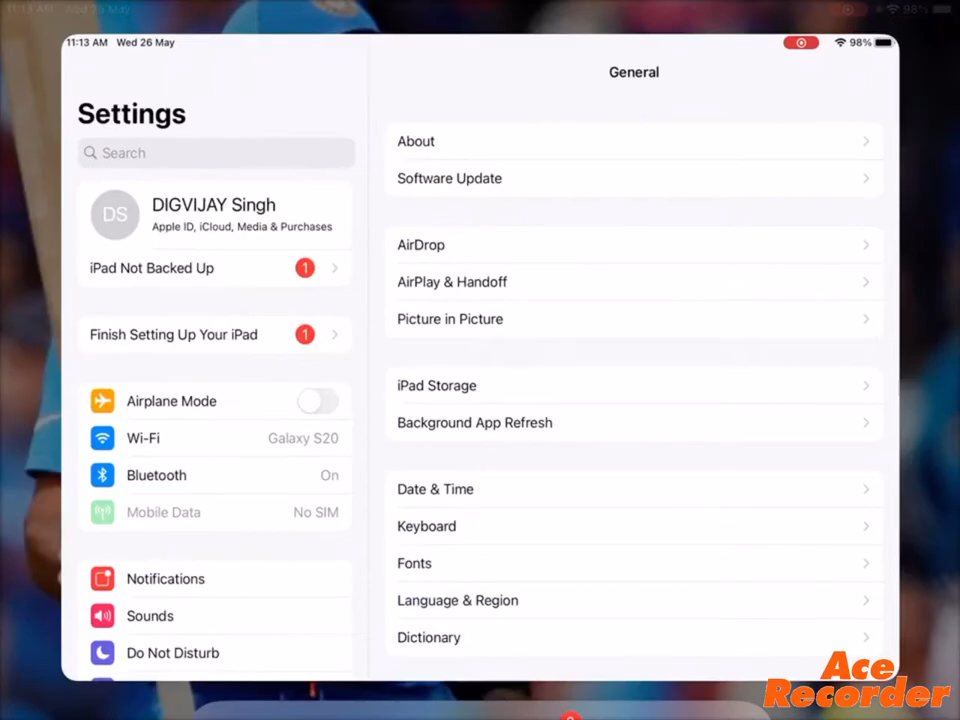 11:13 AM Wed 26 May
98%
Settings
Search
DS
DIGVIJAY Singh
Apple ID, iCloud, Media & Purchases
iPad Not Backed Up 1
Finish Setting Up Your iPad 1
Airplane Mode
Wi-Fi Galaxy S20
Bluetooth On
Mobile Data No SIM
Notifications
Sounds
Do Not Disturb
General
About
Software Update
AirDrop
AirPlay & Handoff
Picture in Picture
iPad Storage
Background App Refresh
Date & Time
Keyboard
Fonts
Language & Region
Dictionary
Ace
Recorder